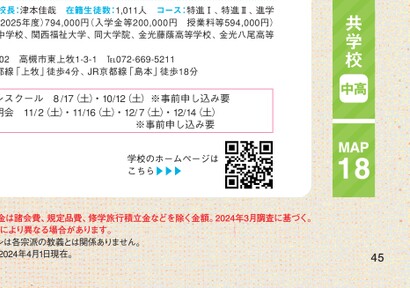 校長：津本佳哉 在籍生徒数：1,011人 コース：特進Ⅰ、特進Ⅱ、進学
2025年度)794,000円（入学金等200,000円 授業料等594,000円）
中学校、関西福祉大学、同大学院、金光藤蔭高等学校、金光八尾高等
02 高槻市東上牧1-3-1 ℡072-669-5211
都線「上牧」徒歩4分、JR京都線「島本」徒歩18分
レスクール 8/17（土）・10/12（土） ※事前申し込み要
明会 11/2（土）・11/16（土）・12/7（土）・12/14（土）
※事前申し込み要
学校のホームページは
こちら▶▶▶
共学校
中高
MAP
18
金は諸会費、規定品費、修学旅行積立金などを除く金額。2024年3月調査に基づく。
により異なる場合があります。
ンは各宗派の教義とは関係ありません。
2024年4月1日現在。
45